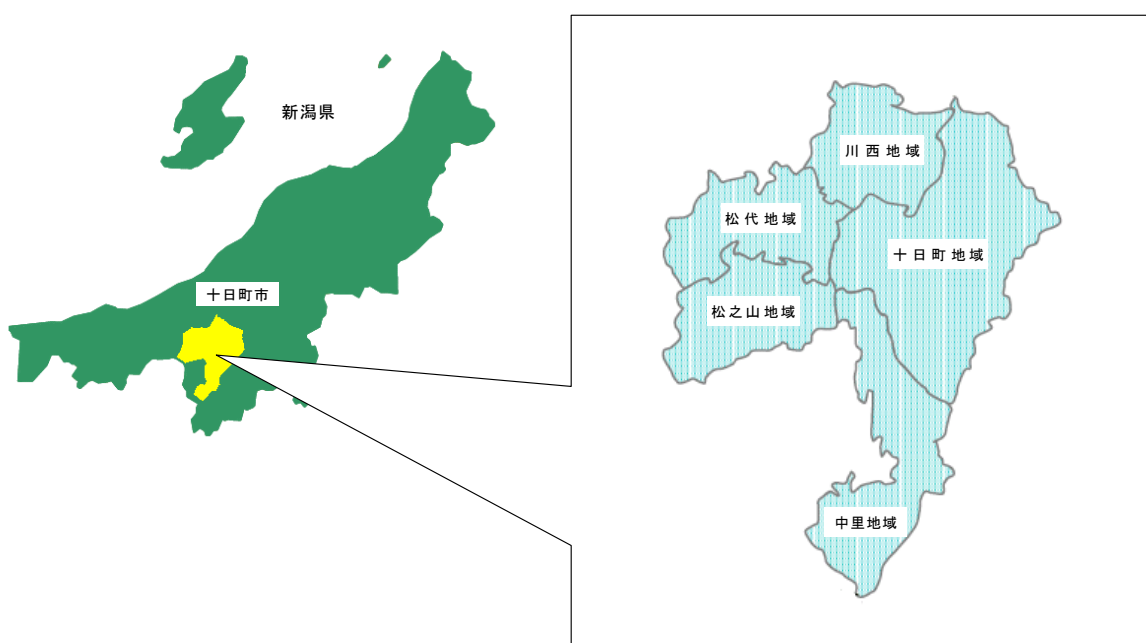 新潟県
十日町市
川西地域
松代地域
十日町地域
松之山地域
中里地域